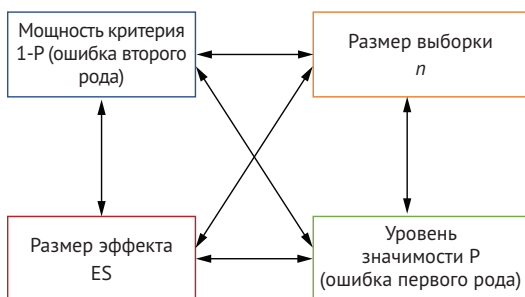 Мощность критерия
1-P (ошибка второго
рода)
Размер выборки
n
Размер эффекта
ES
Уровень
значимости P
(ошибка первого рода)